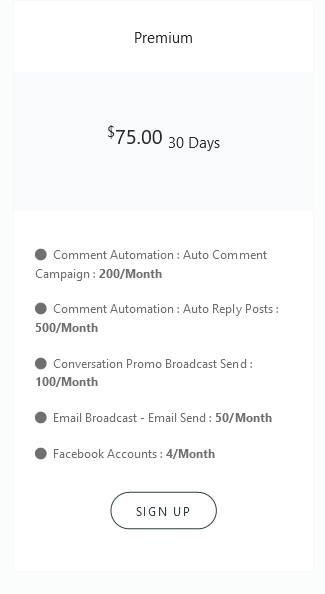 Premium
$75.00 30 Days
Comment Automation : Auto Comment
Campaign : 200/Month
Comment Automation : Auto Reply Posts :
500/Month
Conversation Promo Broadcast Send :
100/Month
Email Broadcast - Email Send : 50/Month
Facebook Accounts : 4/Month
SIGN UP